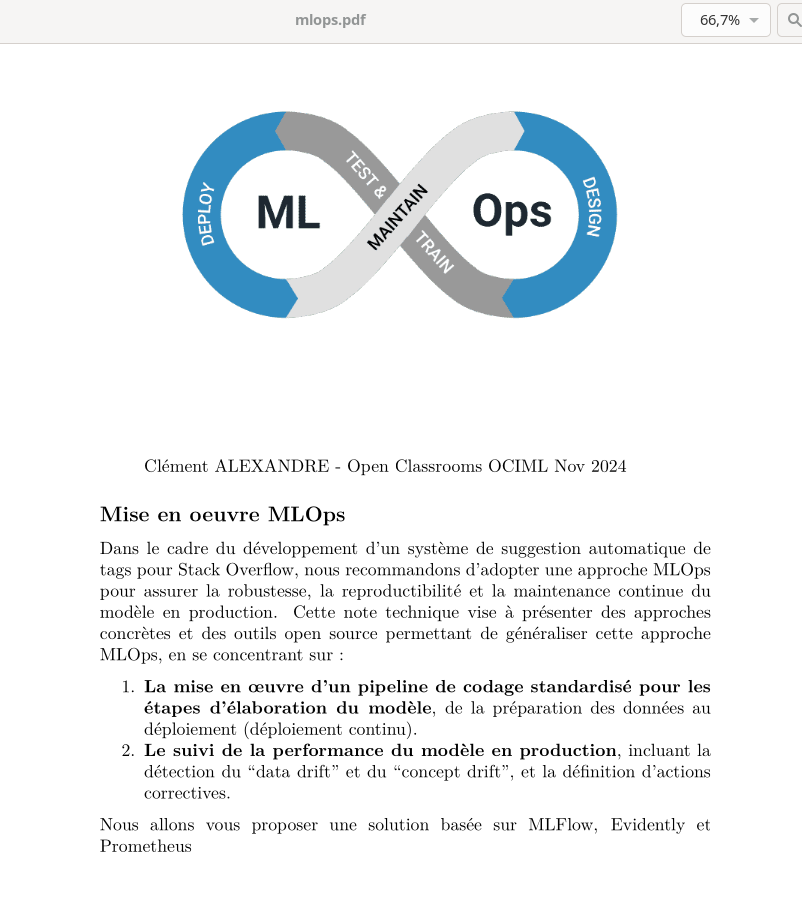 mlops.pdf
66,7%
TEST &
MAINTAIN
DEPLOY
ML
Ops
DESIGN
TRAIN
Clément ALEXANDRE - Open Classrooms OCIML Nov 2024
Mise en oeuvre MLOps
Dans le cadre du développement d'un système de suggestion automatique de
tags pour Stack Overflow, nous recommandons d'adopter une approche MLOps
pour assurer la robustesse, la reproductibilité et la maintenance continue du
modèle en production. Cette note technique vise à présenter des approches
concrètes et des outils open source permettant de généraliser cette approche
MLOps, en se concentrant sur :
1. La mise en œuvre d'un pipeline de codage standardisé pour les
étapes d'élaboration du modèle, de la préparation des données au
déploiement (déploiement continu).
2. Le suivi de la performance du modèle en production, incluant la
détection du “data drift” et du “concept drift”, et la définition d'actions
correctives.
Nous allons vous proposer une solution basée sur MLFlow, Evidently et
Prometheus